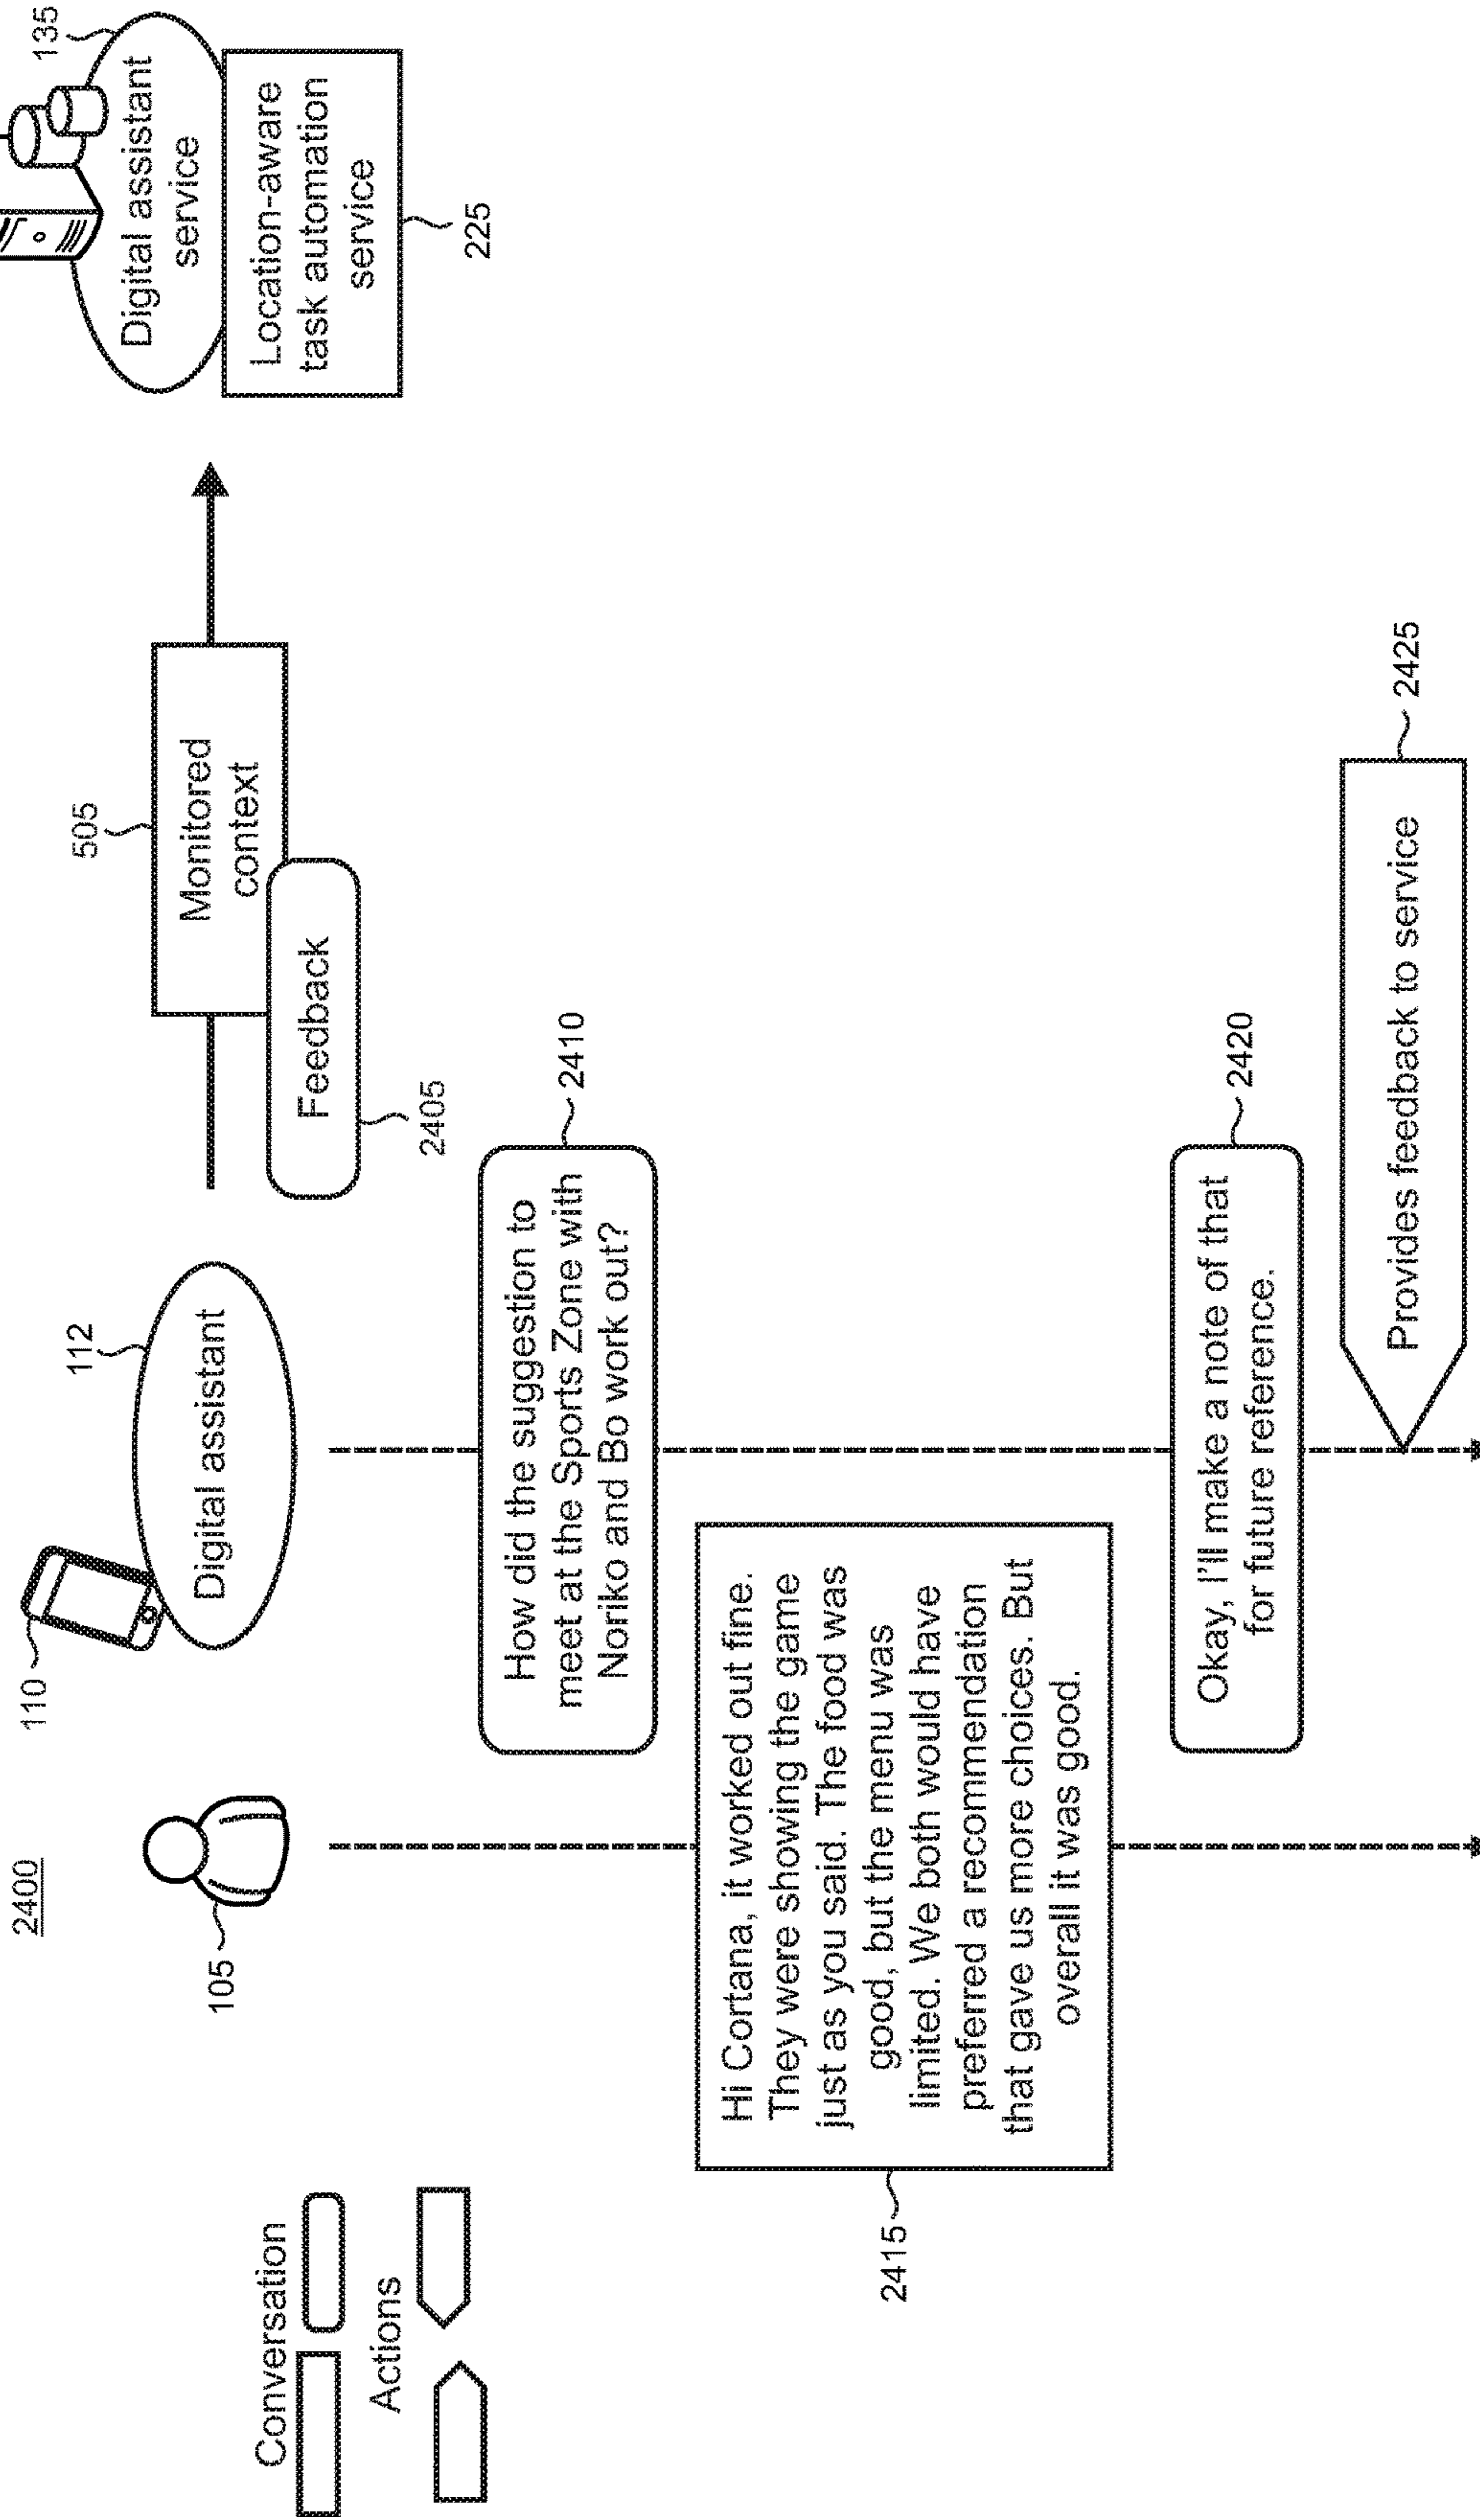 2400
110
112
505
135
105
Digital assistant
Monitored
context
Feedback
2405
Digital assistant
service
Location-aware
task automation
service
225
Conversation
Actions
How did the suggestion to
meet at the Sports Zone with
Noriko and Bo work out?
2410
Hi Cortana, it worked out fine.
They were showing the game
just as you said. The food was
good, but the menu was
limited. We both would have
preferred a recommendation
that gave us more choices. But
overall it was good.
2415
Okay, I'll make a note of that
for future reference.
2420
Provides feedback to service
2425